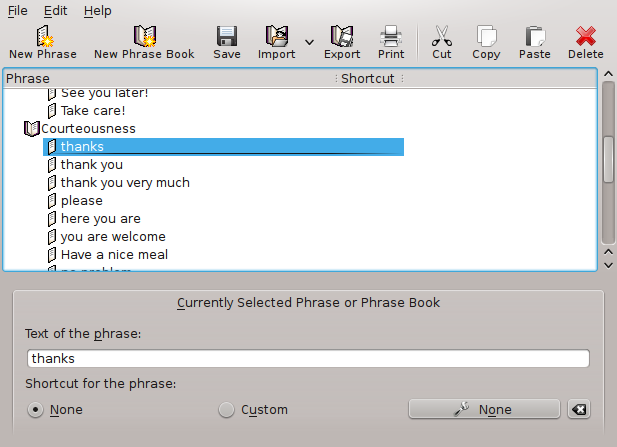 File Edit Help
New Phrase New Phrase Book Save Import Export Print Cut Copy Paste Delete
Phrase Shortcut
See you later!
Take care!
Courteousness
thanks
thank you
thank you very much
please
here you are
you are welcome
Have a nice meal
no problem
Currently Selected Phrase or Phrase Book
Text of the phrase:
thanks
Shortcut for the phrase:
None Custom None